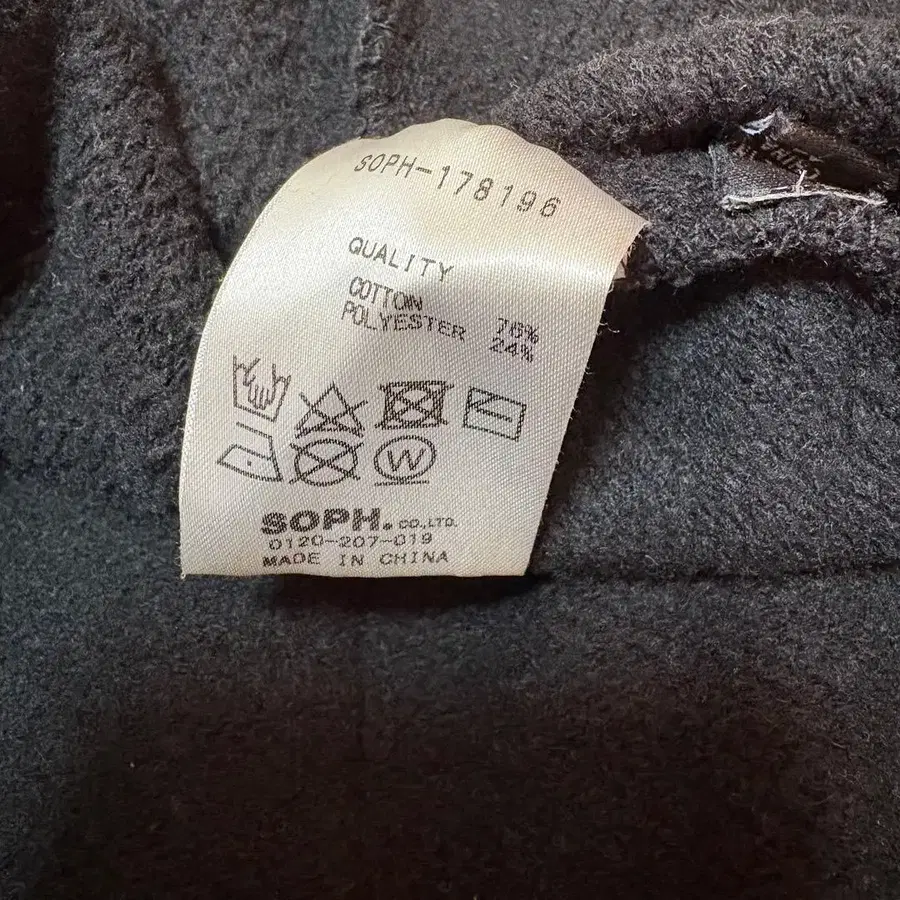 SOPH-178196
QUALITY
COTTON 76%
POLYESTER 24%
W
SOPH. CO.,LTD.
0120-207-019
MADE IN CHINA